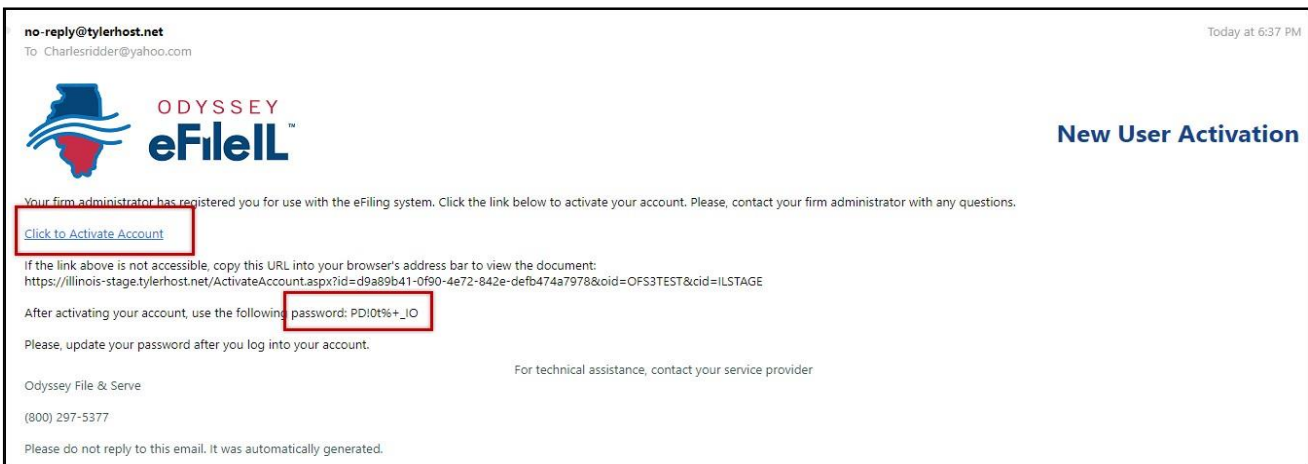 no-reply@tylerhost.net
Today at 6:37 PM
To Charlesridder@yahoo.com
ODYSSEY
eFileIL™
New User Activation
Your firm administrator has registered you for use with the eFiling system. Click the link below to activate your account. Please, contact your firm administrator with any questions.
Click to Activate Account
If the link above is not accessible, copy this URL into your browser's address bar to view the document:
https://illinois-stage.tylerhost.net/ActivateAccount.aspx?id=d9a89b41-0f90-4e72-842e-defb474a7978&oid=OFS3TEST&cid=ILSTAGE
After activating your account, use the following password: PD!0t%+_IO
Please, update your password after you log into your account.
For technical assistance, contact your service provider
Odyssey File & Serve
(800) 297-5377
Please do not reply to this email. It was automatically generated.